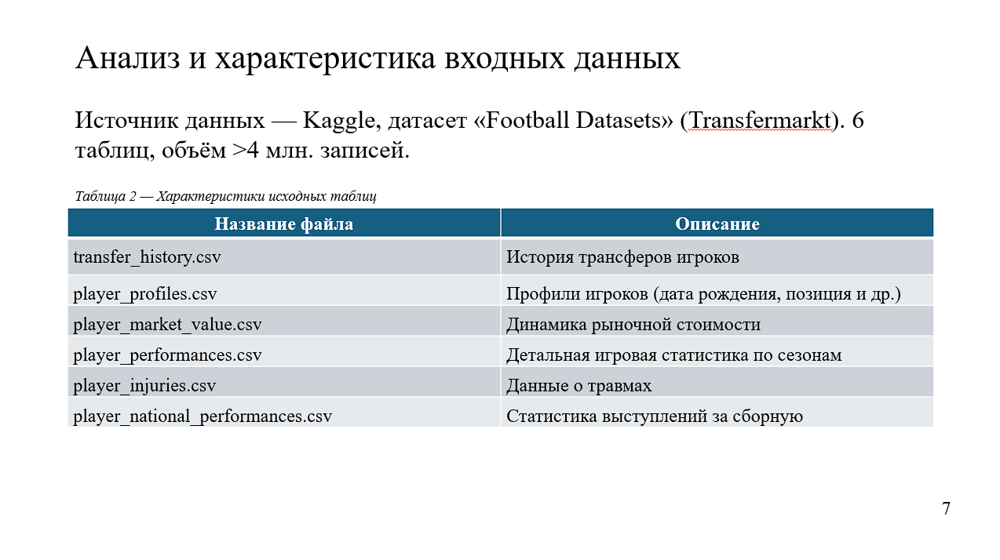 Анализ и характеристика входных данных
Источник данных — Kaggle, датасет «Football Datasets» (Transfermarkt). 6
таблиц, объём >4 млн. записей.
Таблица 2 — Характеристики исходных таблиц
Название файла Описание
transfer_history.csv История трансферов игроков
player_profiles.csv Профили игроков (дата рождения, позиция и др.)
player_market_value.csv Динамика рыночной стоимости
player_performances.csv Детальная игровая статистика по сезонам
player_injuries.csv Данные о травмах
player_national_performances.csv Статистика выступлений за сборную
7